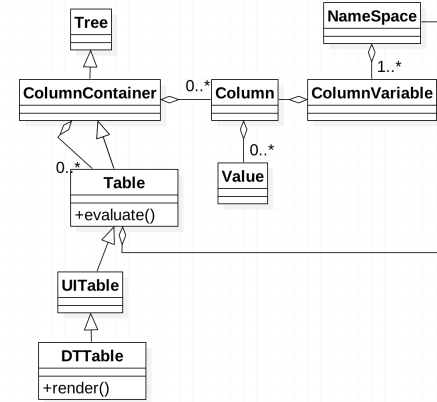 NameSpace
Tree
1..*
ColumnContainer
0..*
Column
ColumnVariable
0..*
0..*
Table
Value
+evaluate()
UITable
DTTable
+render()